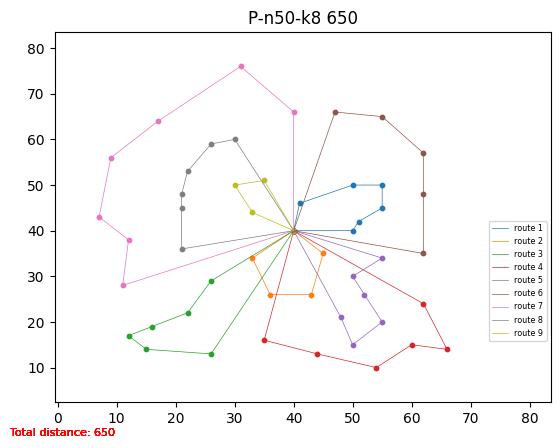 P-n50-k8 650
80
70
60
50
40
30
20
10
0 10 20 30 40 50 60 70 80
route 1
route 2
route 3
route 4
route 5
route 6
route 7
route 8
route 9
Total distance: 650